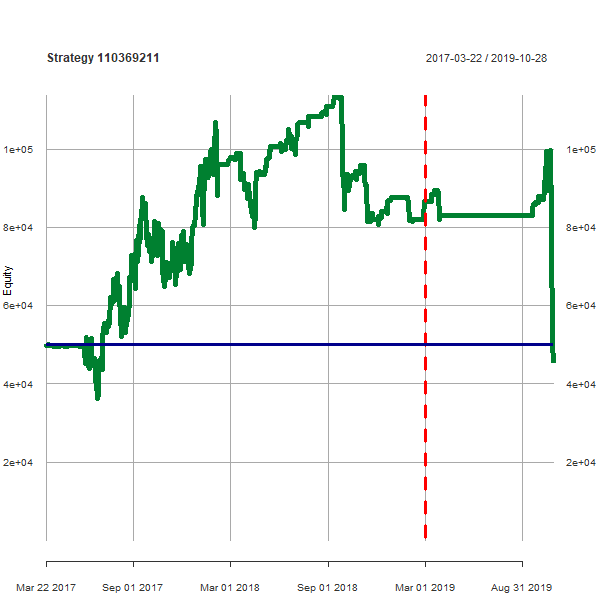 Strategy 110369211
2017-03-22 / 2019-10-28
1e+05
1e+05
8e+04
8e+04
Equity
6e+04
6e+04
4e+04
4e+04
2e+04
2e+04
Mar 22 2017
Sep 01 2017
Mar 01 2018
Sep 01 2018
Mar 01 2019
Aug 31 2019